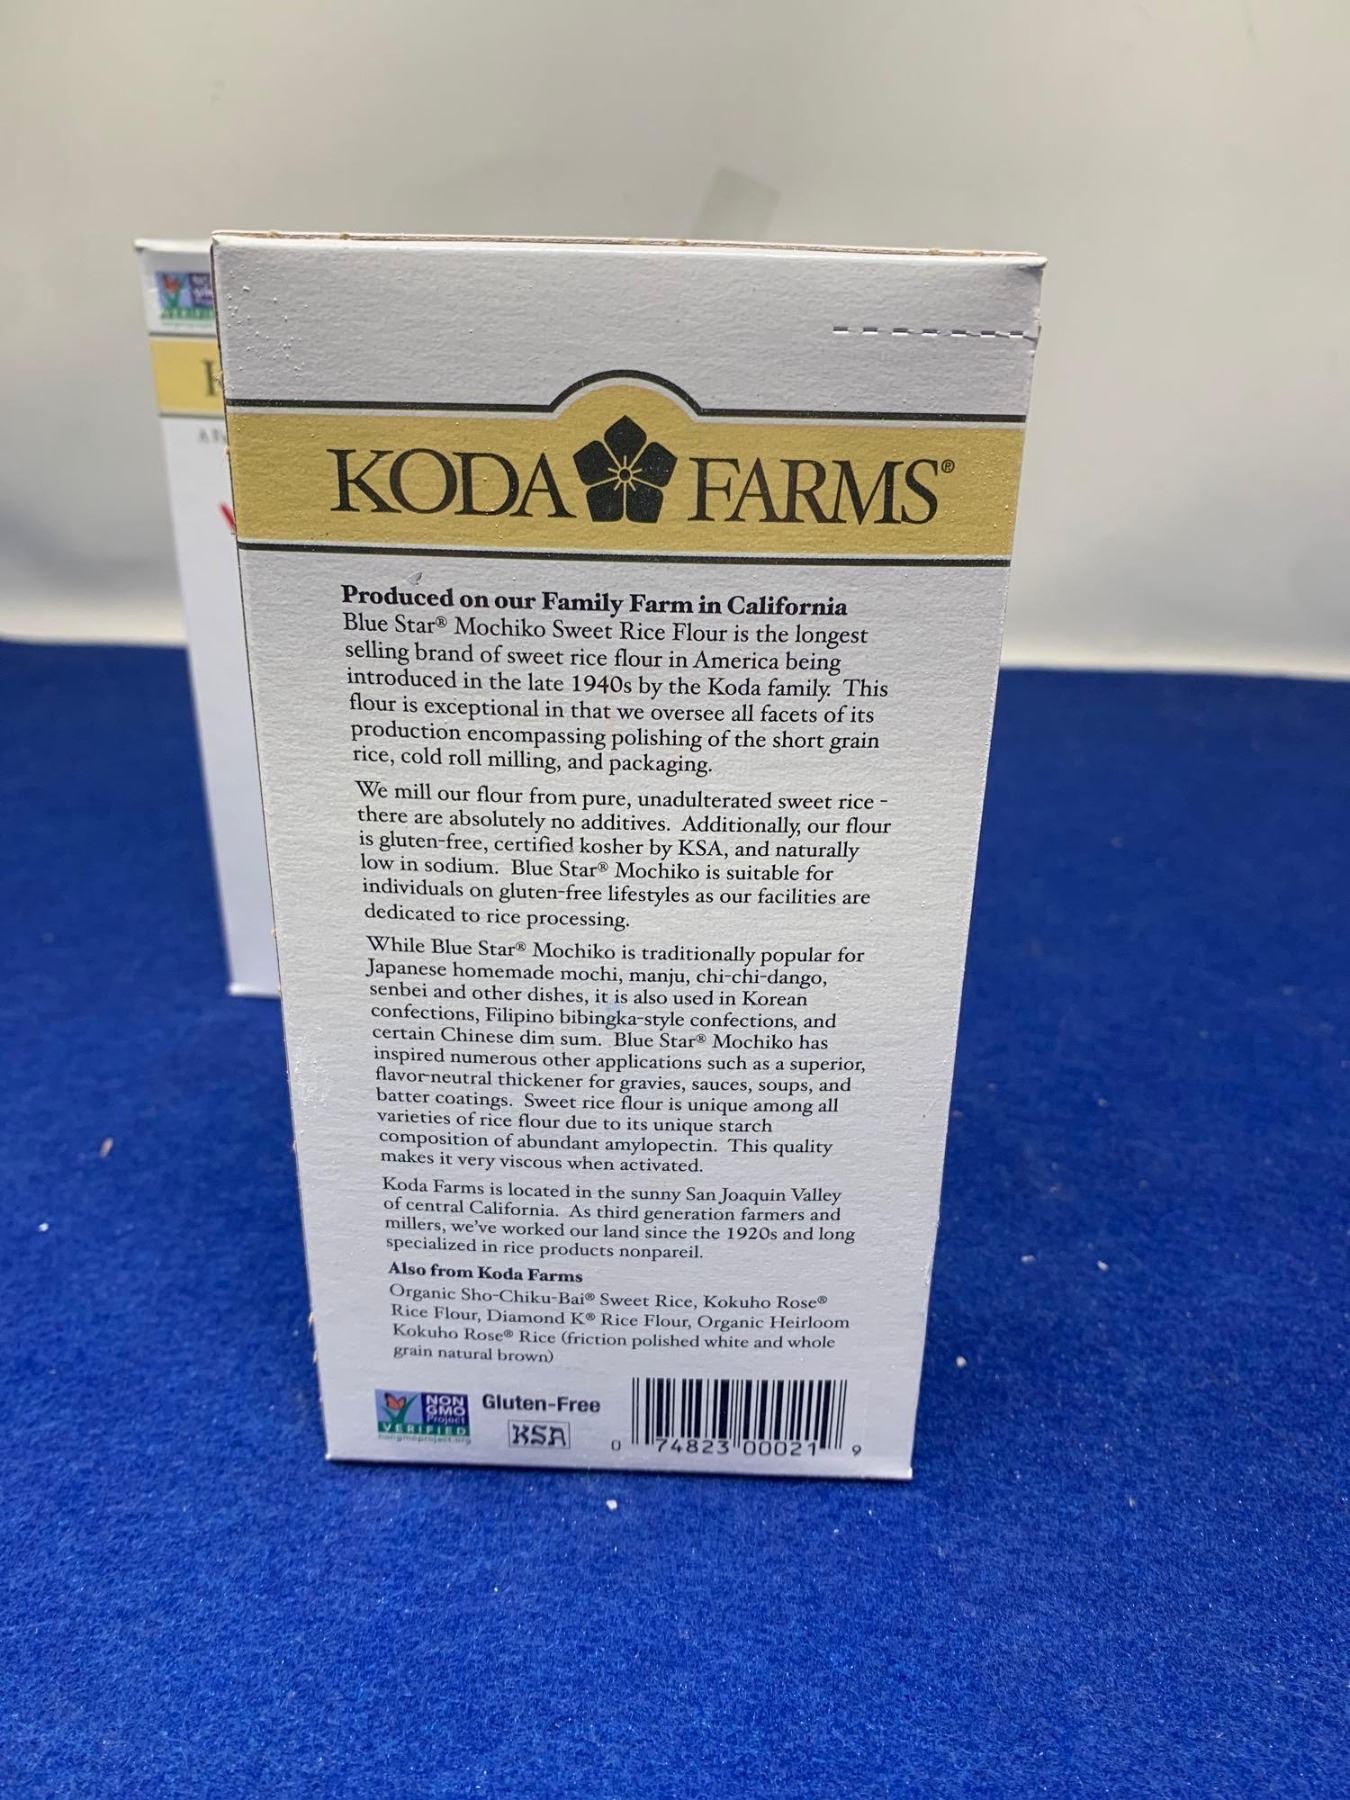 KODA FARMS®
Produced on our Family Farm in California
Blue Star® Mochiko Sweet Rice Flour is the longest
selling brand of sweet rice flour in America being
introduced in the late 1940s by the Koda family. This
flour is exceptional in that we oversee all facets of its
production encompassing polishing of the short grain
rice, cold roll milling, and packaging.
We mill our flour from pure, unadulterated sweet rice -
there are absolutely no additives. Additionally, our flour
is gluten-free, certified kosher by KSA, and naturally
low in sodium. Blue Star® Mochiko is suitable for
individuals on gluten-free lifestyles as our facilities are
dedicated to rice processing.
While Blue Star® Mochiko is traditionally popular for
Japanese homemade mochi, manju, chi-chi-dango,
senbei and other dishes, it is also used in Korean
confections, Filipino bibingka-style confections, and
certain Chinese dim sum. Blue Star® Mochiko has
inspired numerous other applications such as a superior,
flavor-neutral thickener for gravies, sauces, soups, and
batter coatings. Sweet rice flour is unique among all
varieties of rice flour due to its unique starch
composition of abundant amylopectin. This quality
makes it very viscous when activated.
Koda Farms is located in the sunny San Joaquin Valley
of central California. As third generation farmers and
millers, we've worked our land since the 1920s and long
specialized in rice products nonpareil.
Also from Koda Farms
Organic Sho-Chiku-Bai® Sweet Rice, Kokuho Rose®
Rice Flour, Diamond K® Rice Flour, Organic Heirloom
Kokuho Rose® Rice (friction polished white and whole
grain natural brown)
NON
GMO
Project
VERIFIED
nongmoproject.org
Gluten-Free
KSA
0 74823 00021 9